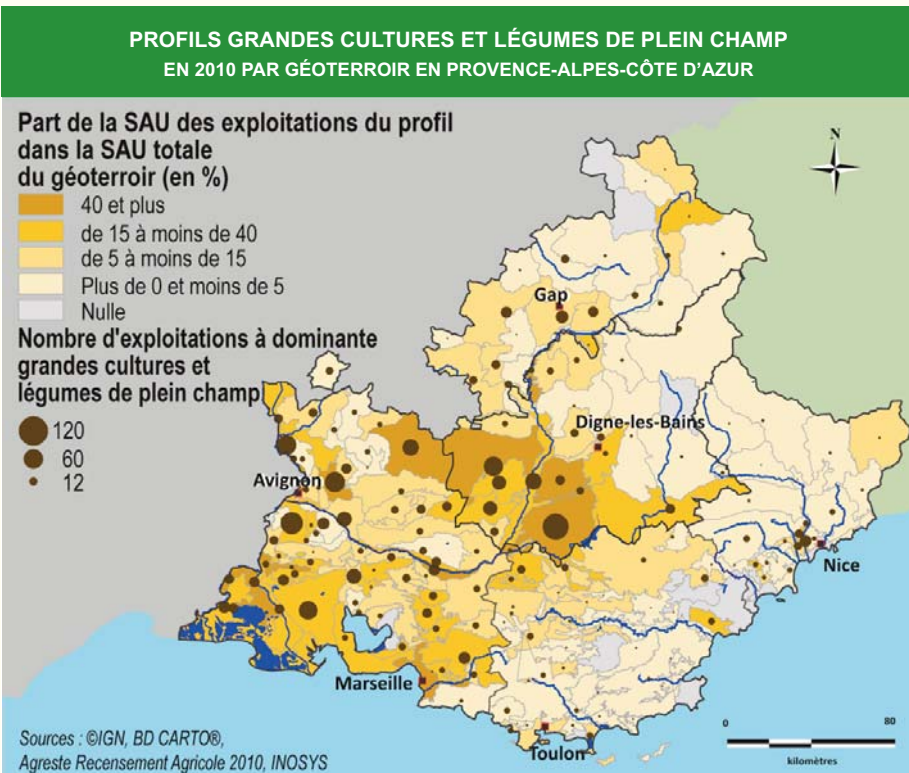 PROFILS GRANDES CULTURES ET LÉGUMES DE PLEIN CHAMP
EN 2010 PAR GÉOTERROIR EN PROVENCE-ALPES-CÔTE D'AZUR
Part de la SAU des exploitations du profil
dans la SAU totale
du géoterroir (en %)
40 et plus
de 15 à moins de 40
de 5 à moins de 15
Plus de 0 et moins de 5
Nulle
Nombre d'exploitations à dominante
grandes cultures et
légumes de plein champ
120
60
12
N
Gap
Digne-les-Bains
Avignon
Nice
Marseille
Toulon
0 80
kilomètres
Sources : ©IGN, BD CARTO®,
Agreste Recensement Agricole 2010, INOSYS